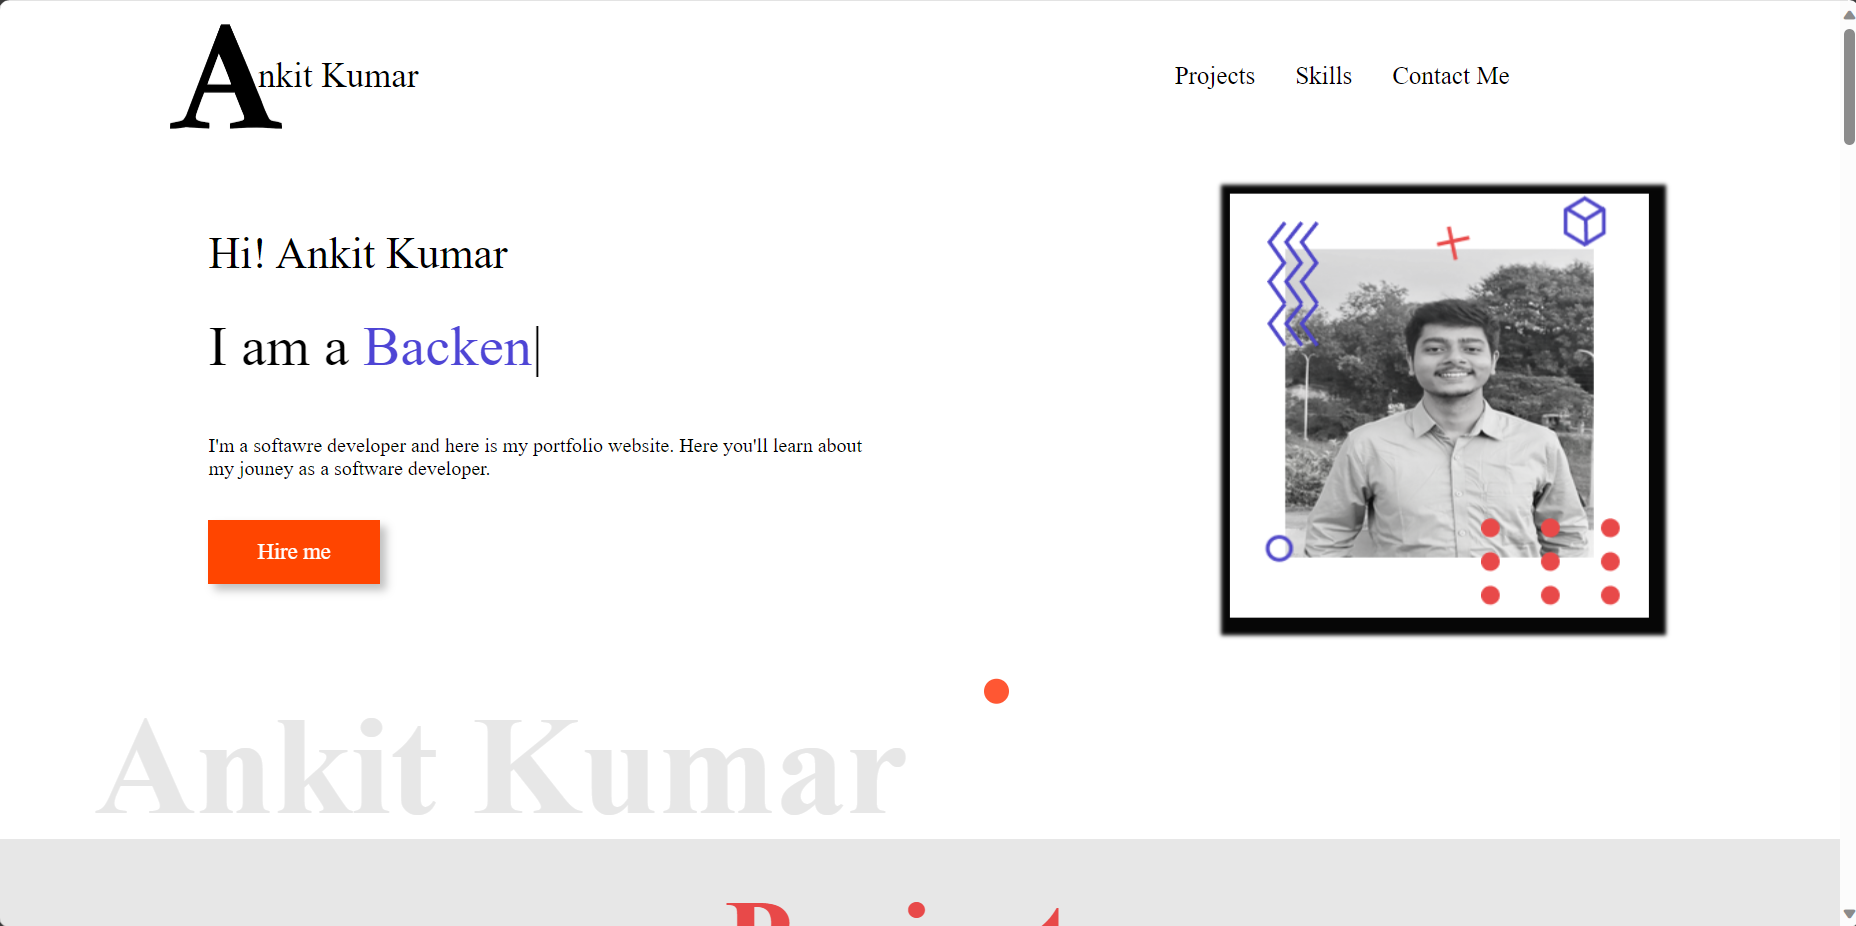 Ankit Kumar
Projects Skills Contact Me
Hi! Ankit Kumar
I am a Backen|
I'm a softawre developer and here is my portfolio website. Here you'll learn about
my jouney as a software developer.
Hire me
Ankit Kumar